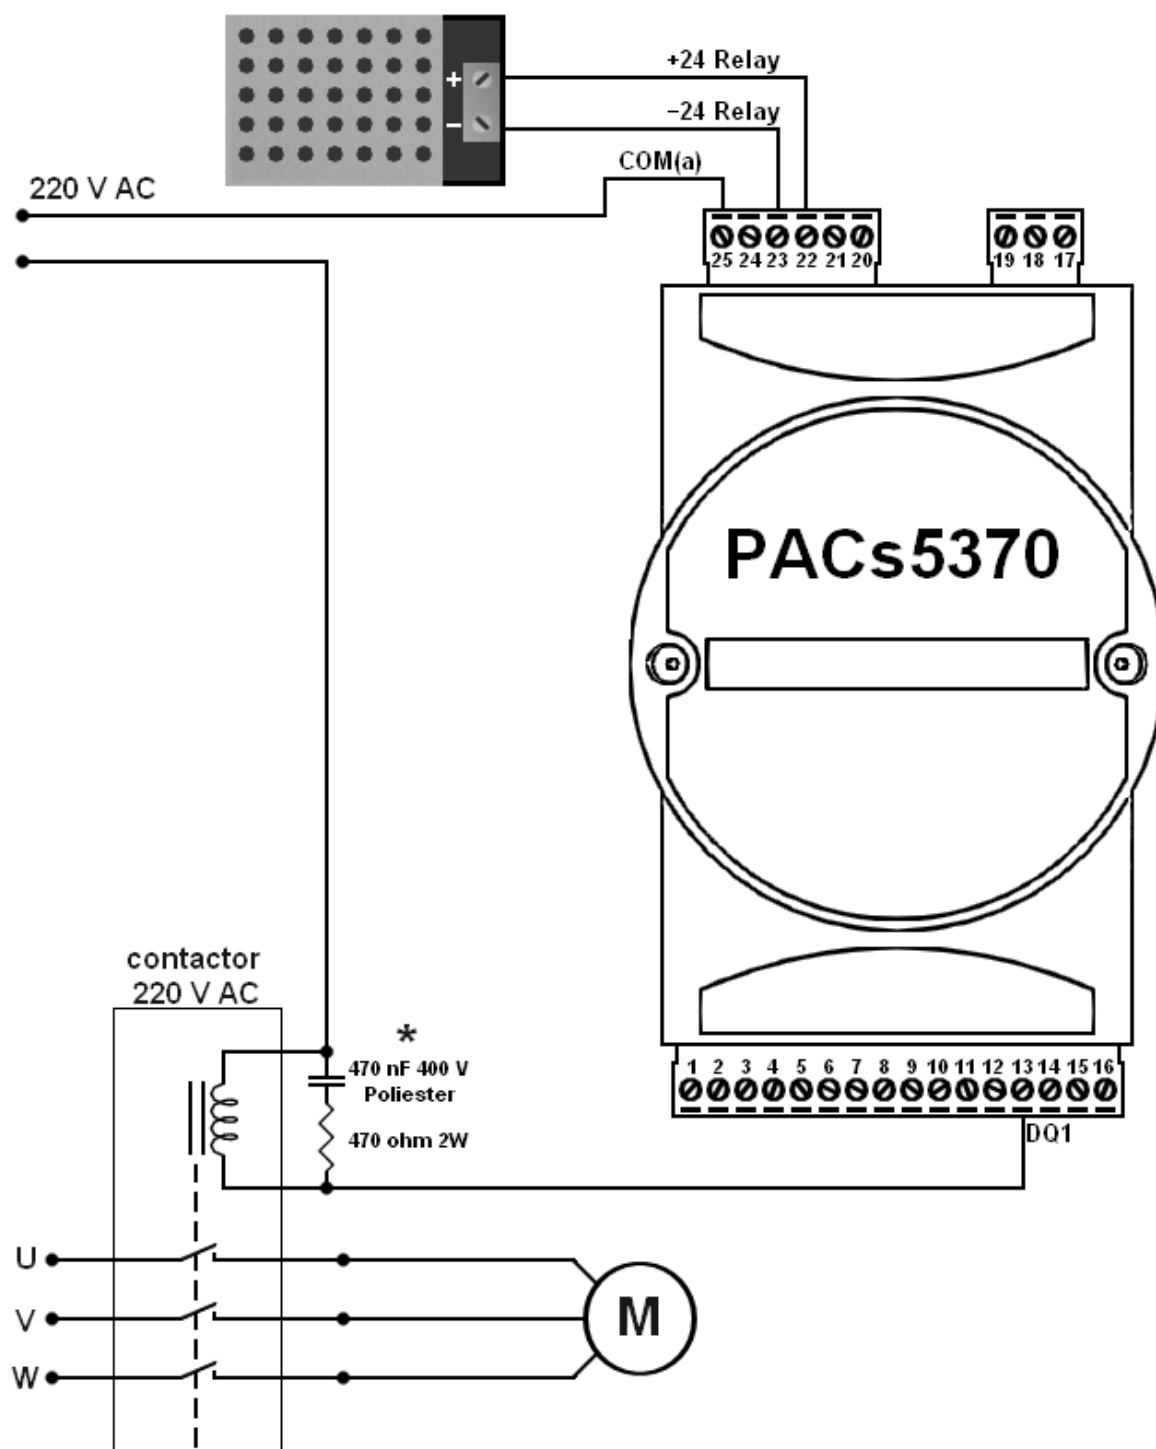 +24 Relay
+
−24 Relay
−
COM(a)
220 V AC
25 24 23 22 21 20
19 18 17
PACs5370
contactor
220 V AC
*
470 nF 400 V
Poliester
470 ohm 2W
1 2 3 4 5 6 7 8 9 10 11 12 13 14 15 16
DQ1
U
V
M
W